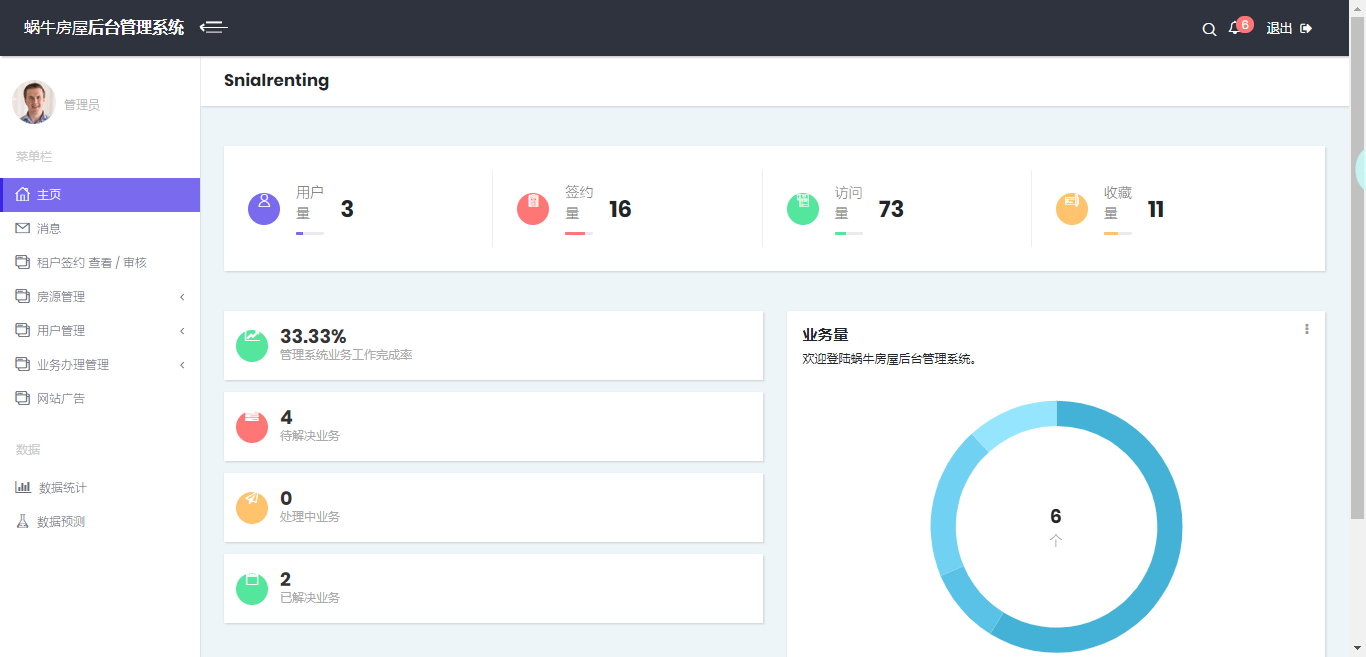 蜗牛房屋后台管理系统
6
退出
Snialrenting
管理员
菜单栏
主页
消息
租户签约 查看 / 审核
房源管理
用户管理
业务办理管理
网站广告
数据
数据统计
数据预测
用户
量
3
签约
量
16
访问
量
73
收藏
量
11
33.33%
管理系统业务工作完成率
4
待解决业务
0
处理中业务
2
已解决业务
业务量
欢迎登陆蜗牛房屋后台管理系统。
6
个